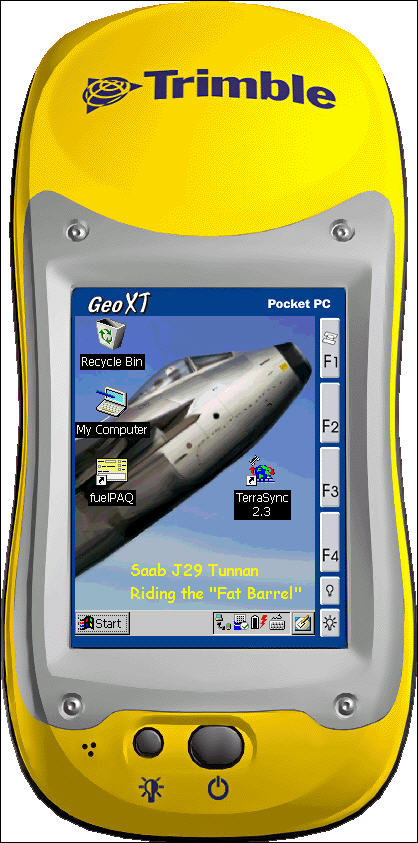 Trimble
GeoXT
Pocket PC
Recycle Bin
F1
My Computer
F2
fuelPAQ
TerraSync
2.3
F3
F4
Saab J29 Tunnan
Riding the "Fat Barrel"
Start